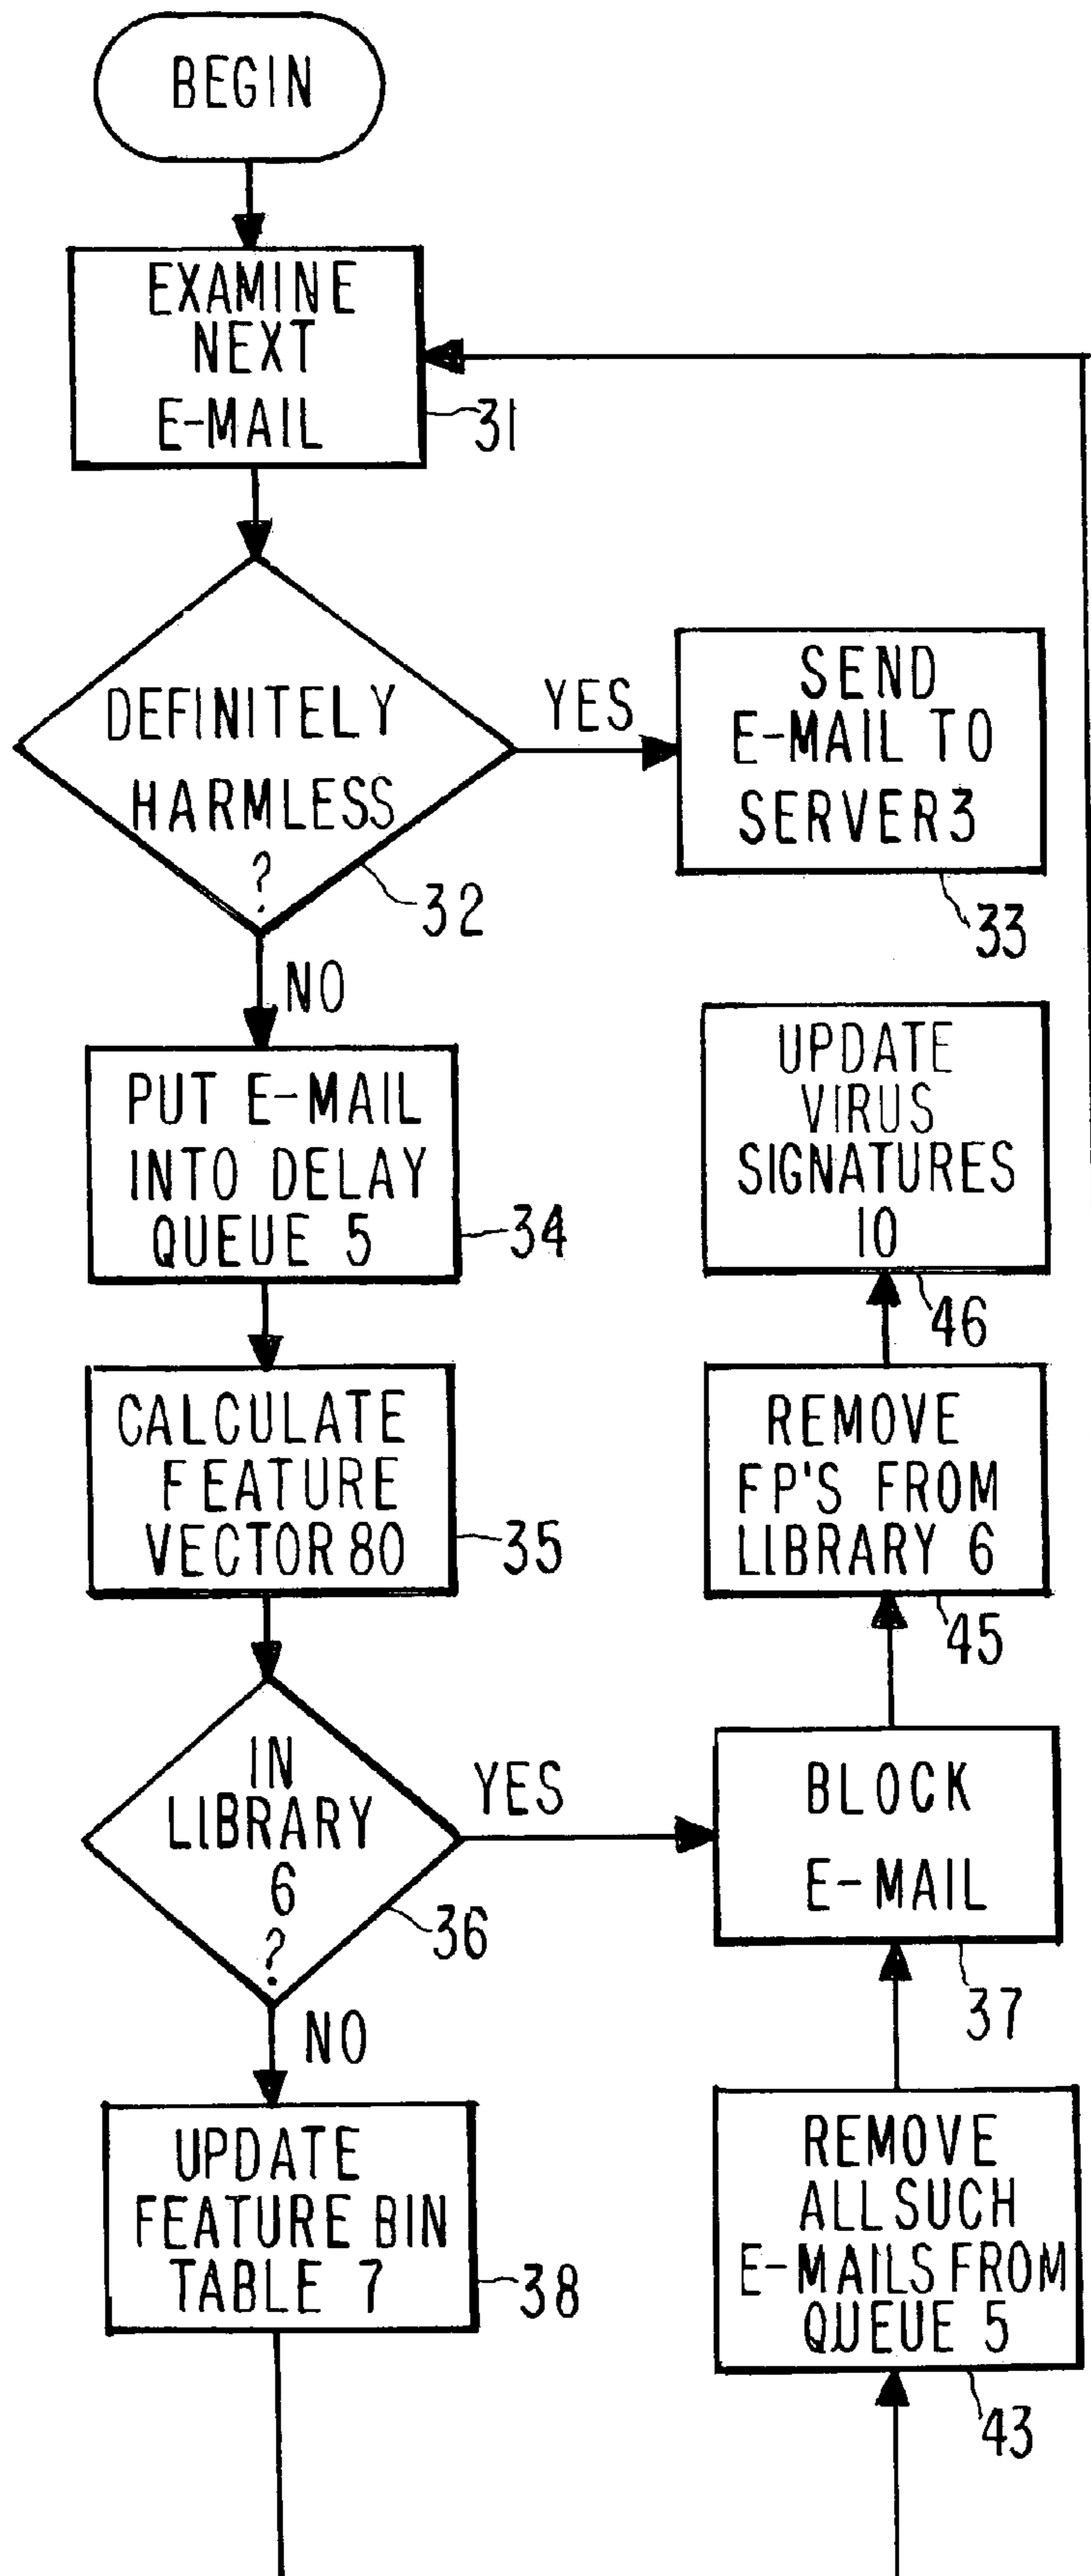 BEGIN
EXAMINE
NEXT
E-MAIL
31
DEFINITELY
HARMLESS
?
32
YES
SEND
E-MAIL TO
SERVER 3
33
NO
PUT E-MAIL
INTO DELAY
QUEUE 5
34
CALCULATE
FEATURE
VECTOR 80
35
IN
LIBRARY
6
?
36
YES
NO
UPDATE
FEATURE BIN
TABLE 7
38
UPDATE
VIRUS
SIGNATURES
10
46
REMOVE
FP'S FROM
LIBRARY 6
45
BLOCK
E-MAIL
37
REMOVE
ALL SUCH
E-MAILS FROM
QUEUE 5
43